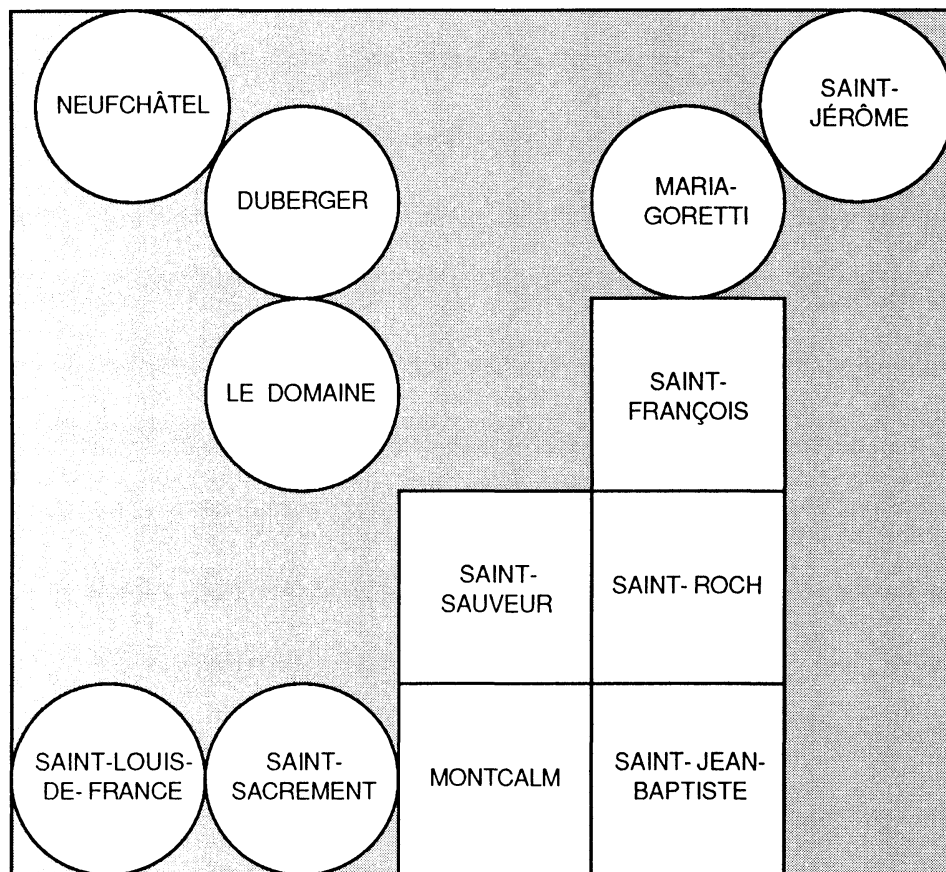 NEUFCHÂTEL
SAINT-
JÉRÔME
DUBERGER
MARIA-
GORETTI
LE DOMAINE
SAINT-
FRANÇOIS
SAINT-
SAUVEUR
SAINT- ROCH
SAINT-LOUIS-
DE- FRANCE
SAINT-
SACREMENT
MONTCALM
SAINT- JEAN-
BAPTISTE